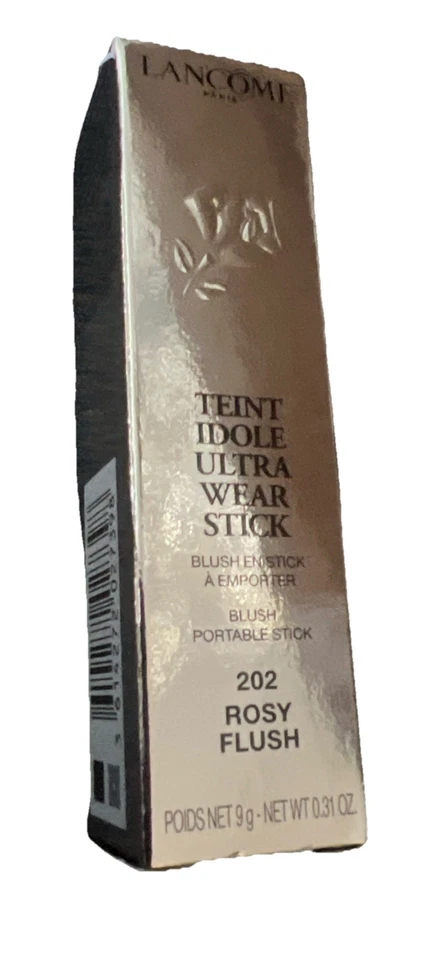 LANCÔME
PARIS
TEINT
IDOLE
ULTRA
WEAR
STICK
BLUSH EN STICK
À EMPORTER
BLUSH
PORTABLE STICK
202
ROSY
FLUSH
POIDS NET 9 g - NET WT 0.31 OZ.